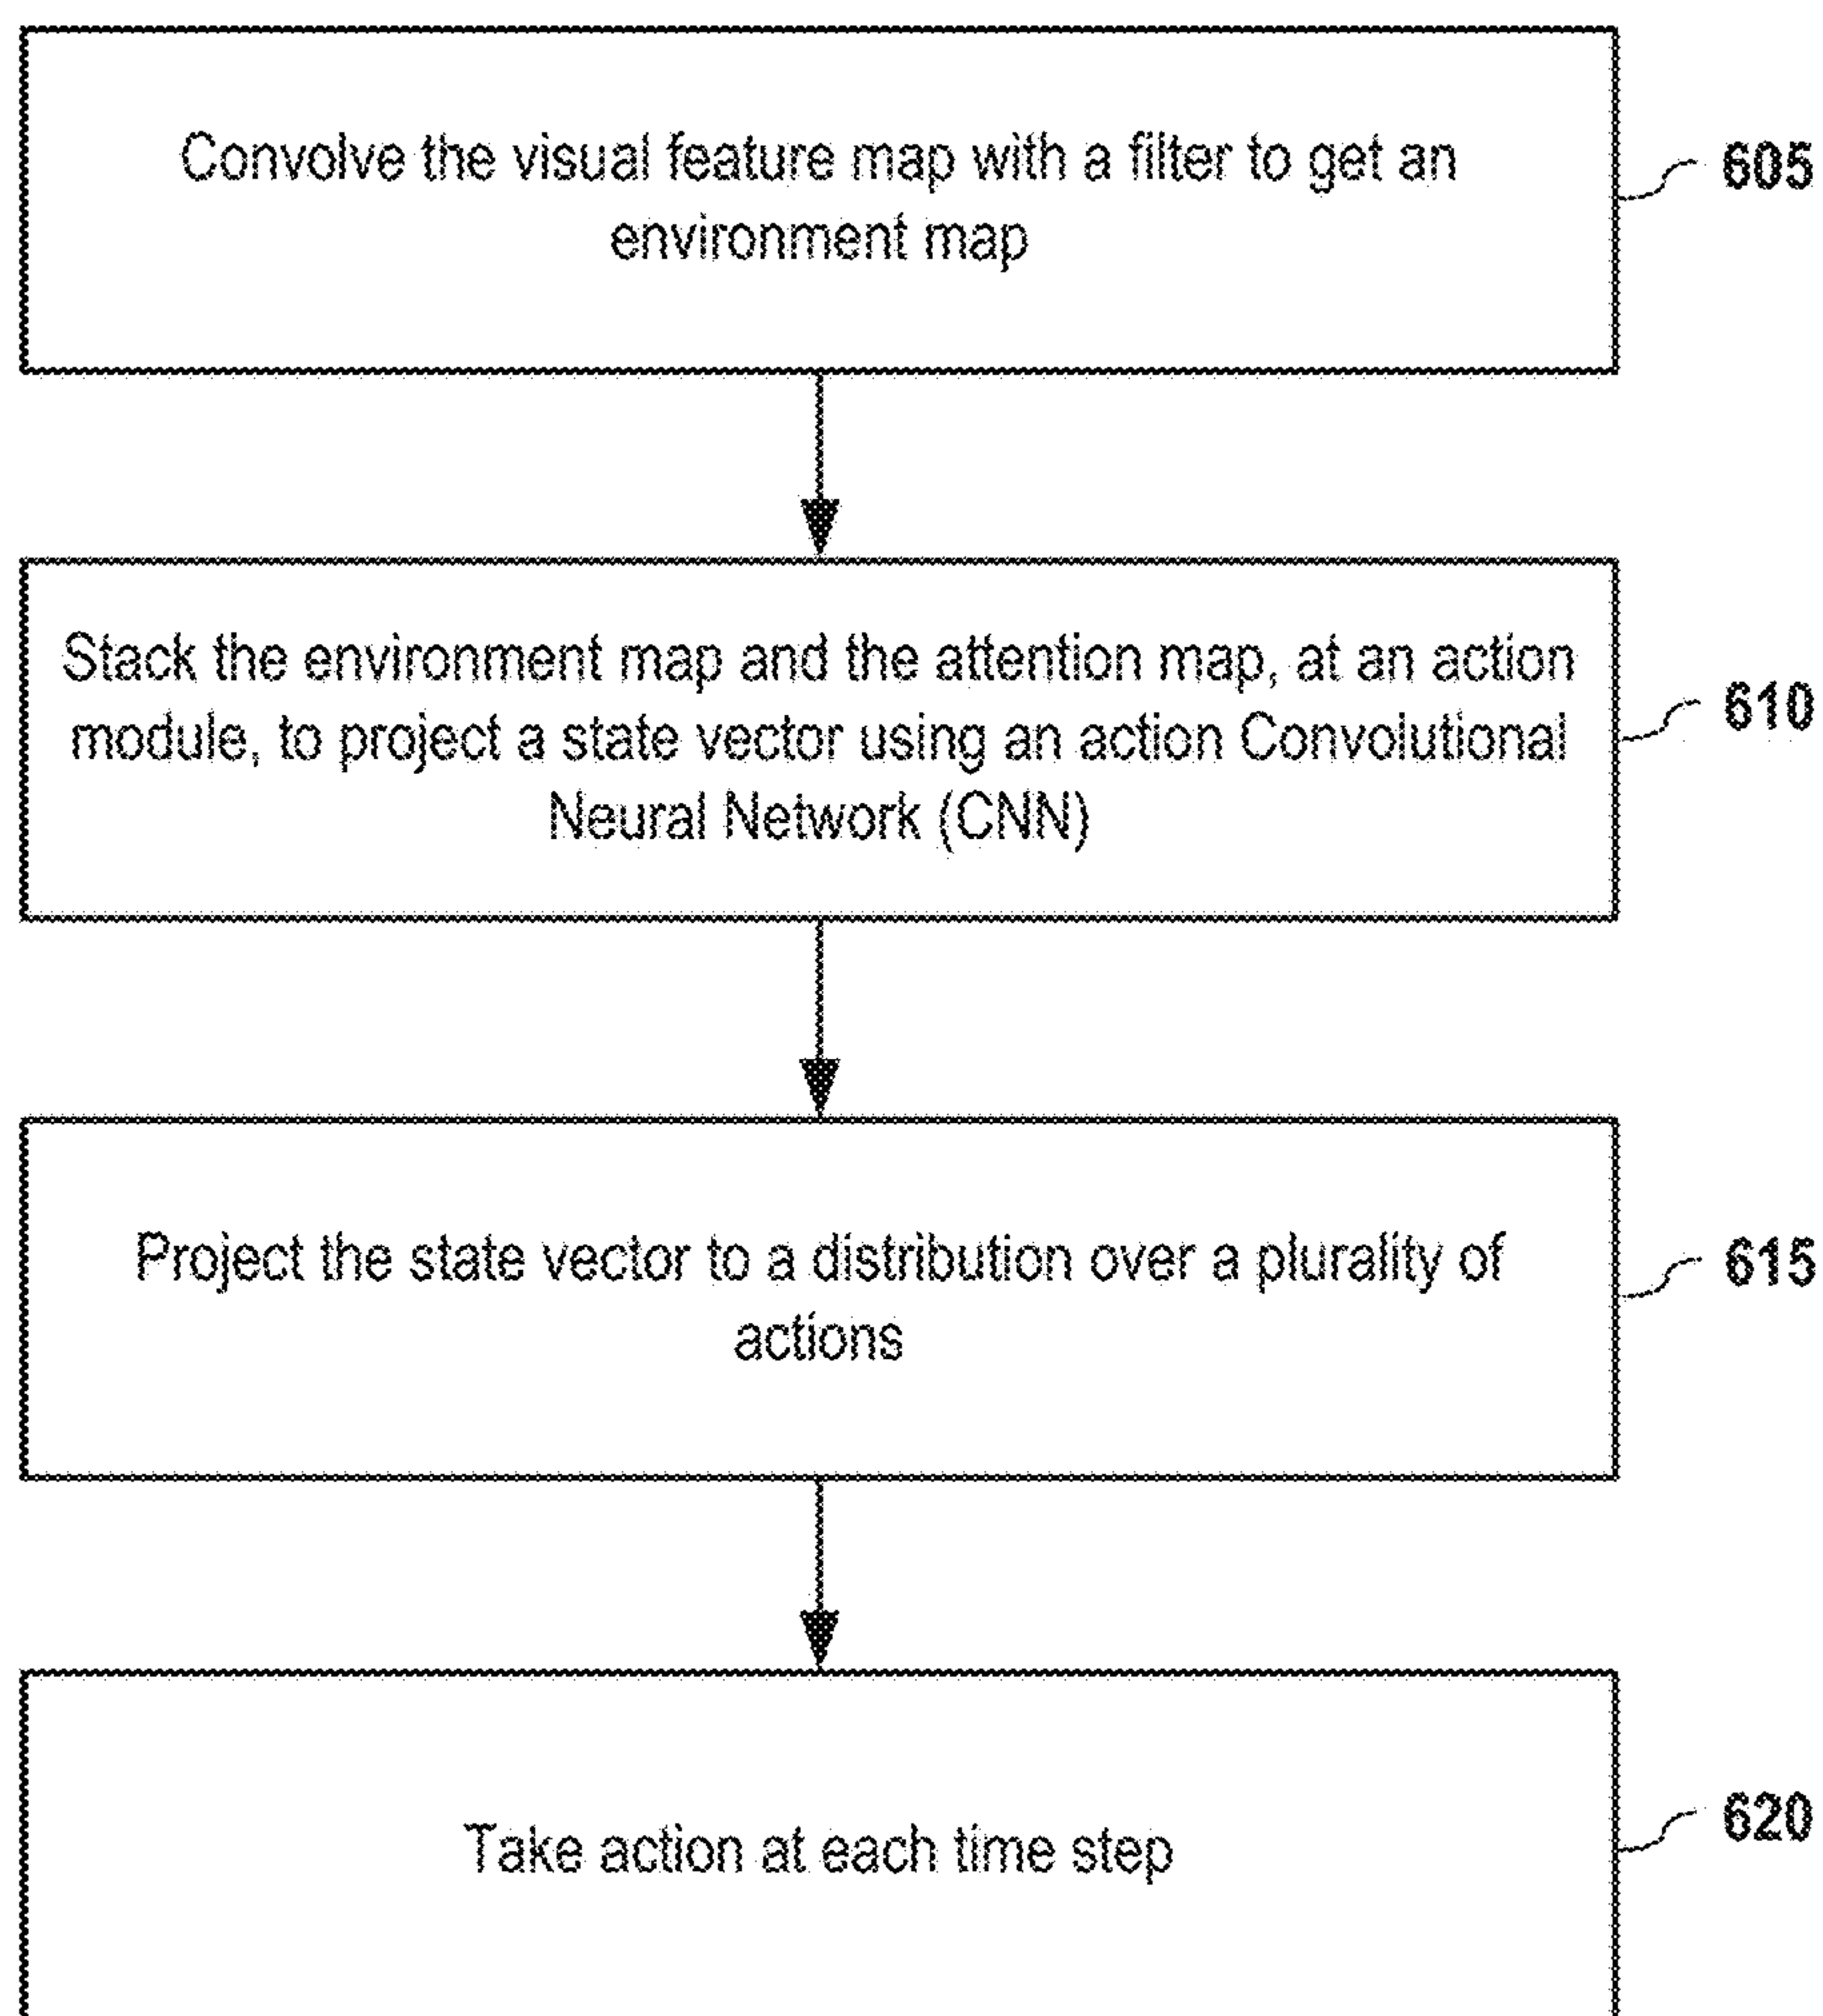 Convolve the visual feature map with a filter to get an
environment map
605
Stack the environment map and the attention map, at an action
module, to project a state vector using an action Convolutional
Neural Network (CNN)
610
Project the state vector to a distribution over a plurality of
actions
615
Take action at each time step
620